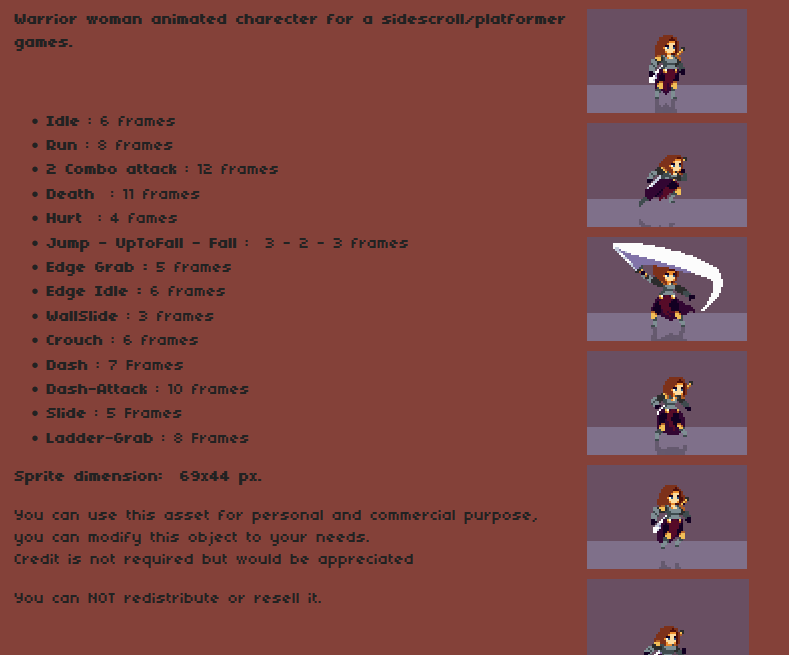 Warrior woman animated charecter for a sidescroll/platformer
games.
• Idle : 6 frames
• Run : 8 frames
• 2 Combo attack : 12 frames
• Death : 11 frames
• Hurt : 4 fames
• Jump - UpToFall - Fall : 3 - 2 - 3 frames
• Edge Grab : 5 frames
• Edge Idle : 6 frames
• WallSlide : 3 frames
• Crouch : 6 frames
• Dash : 7 Frames
• Dash-Attack : 10 frames
• Slide : 5 Frames
• Ladder-Grab : 8 Frames
Sprite dimension: 69x44 px.
You can use this asset for personal and commercial purpose,
you can modify this object to your needs.
Credit is not required but would be appreciated
You can NOT redistribute or resell it.